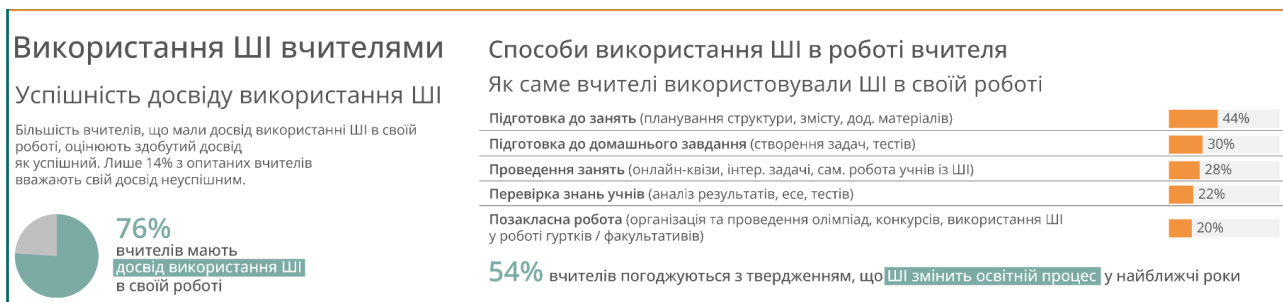 Використання ШІ вчителями
Успішність досвіду використання ШІ
Більшість вчителів, що мали досвід використанні ШІ в своїй
роботі, оцінюють здобутий досвід
як успішний. Лише 14% з опитаних вчителів
вважають свій досвід неуспішним.
76%
вчителів мають
досвід використання ШІ
в своїй роботі
Способи використання ШІ в роботі вчителя
Як саме вчителі використовували ШІ в своїй роботі
Підготовка до занять (планування структури, змісту, дод. матеріалів) 44%
Підготовка до домашнього завдання (створення задач, тестів) 30%
Проведення занять (онлайн-квізи, інтер. задачі, сам. робота учнів із ШІ) 28%
Перевірка знань учнів (аналіз результатів, есе, тестів) 22%
Позакласна робота (організація та проведення олімпіад, конкурсів, використання ШІ
у роботі гуртків / факультативів) 20%
54% вчителів погоджуються з твердженням, що ШІ змінить освітній процес у найближчі роки